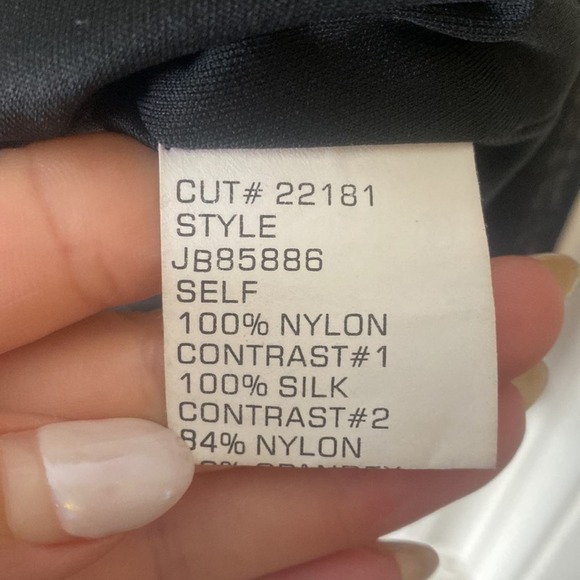 CUT# 22181
STYLE
JB85886
SELF
100% NYLON
CONTRAST#1
100% SILK
CONTRAST#2
84% NYLON